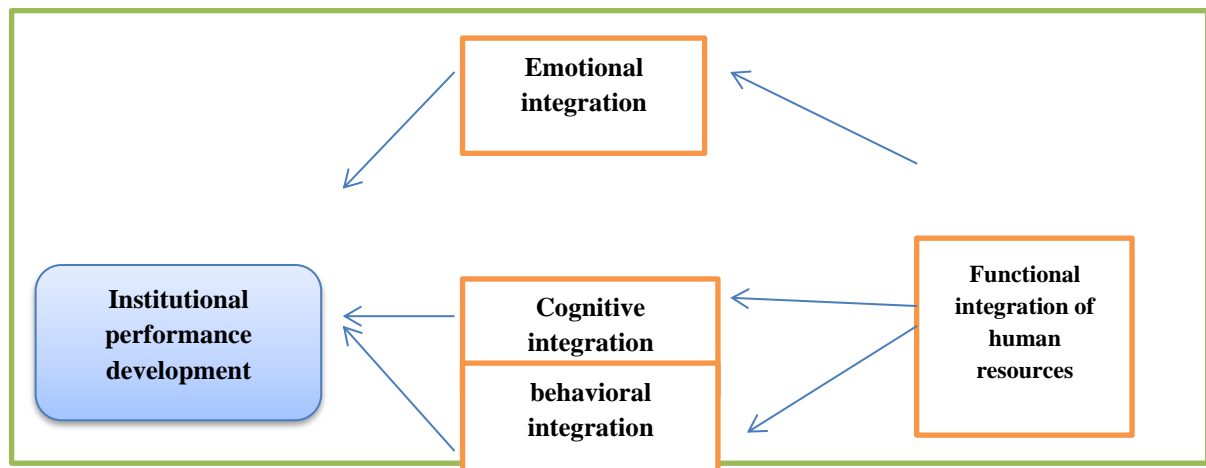 Emotional
integration
Institutional
performance
development
Cognitive
integration
behavioral
integration
Functional
integration of
human
resources